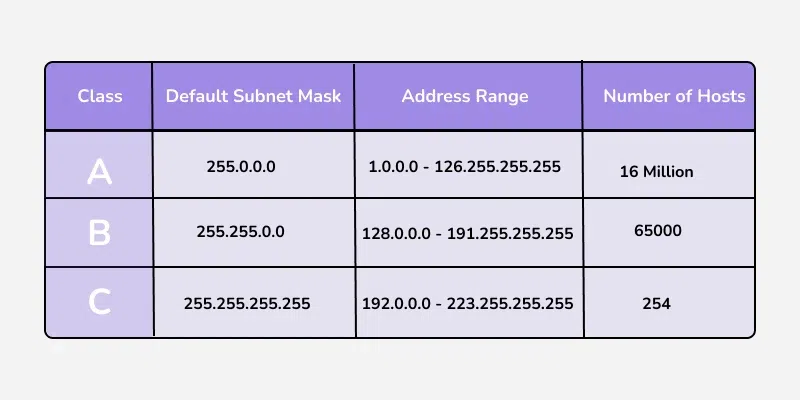 Class Default Subnet Mask Address Range Number of Hosts
A 255.0.0.0 1.0.0.0 - 126.255.255.255 16 Million
B 255.255.0.0 128.0.0.0 - 191.255.255.255 65000
C 255.255.255.255 192.0.0.0 - 223.255.255.255 254